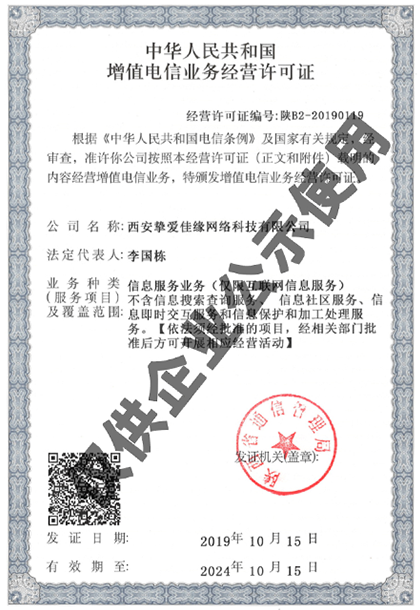 中华人民共和国
增值电信业务经营许可证
经营许可证编号:陕B2-20190119
根据《中华人民共和国电信条例》及国家有关规定，经
审查，准许你公司按照本经营许可证（正文和附件）载明的
内容经营增值电信业务，特颁发增值电信业务经营许可证。
公司名称: 西安挚爱佳缘网络科技有限公司
法定代表人: 李国栋
业务种类 信息服务业务（仅限互联网信息服务）
(服务项目) 不含信息搜索查询服务、 信息社区服务、信
及覆盖范围: 息即时交互服务和信息保护和加工处理服
务。【依法须经批准的项目，经相关部门批
准后方可开展相应经营活动】
仅供企业公示使用
陕西省通信管理局
发证机关(盖章):
发证日期: 2019年10月15日
有效期至: 2024年10月15日